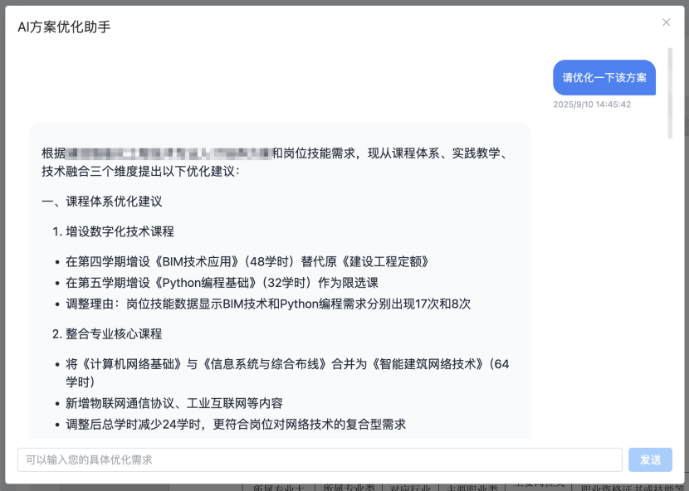 AI方案优化助手
请优化一下该方案
2025/9/10 14:45:42
根据
和岗位技能需求，现从课程体系、实践教学、
技术融合三个维度提出以下优化建议：
一、课程体系优化建议
1. 增设数字化技术课程
• 在第四学期增设《BIM技术应用》（48学时）替代原《建设工程定额》
• 在第五学期增设《Python编程基础》（32学时）作为限选课
• 调整理由：岗位技能数据显示BIM技术和Python编程需求分别出现17次和8次
2. 整合专业核心课程
• 将《计算机网络基础》与《信息系统与综合布线》合并为《智能建筑网络技术》（64
学时）
• 新增物联网通信协议、工业互联网等内容
• 调整后总学时减少24学时，更符合岗位对网络技术的复合型需求
可以输入您的具体优化需求
发送